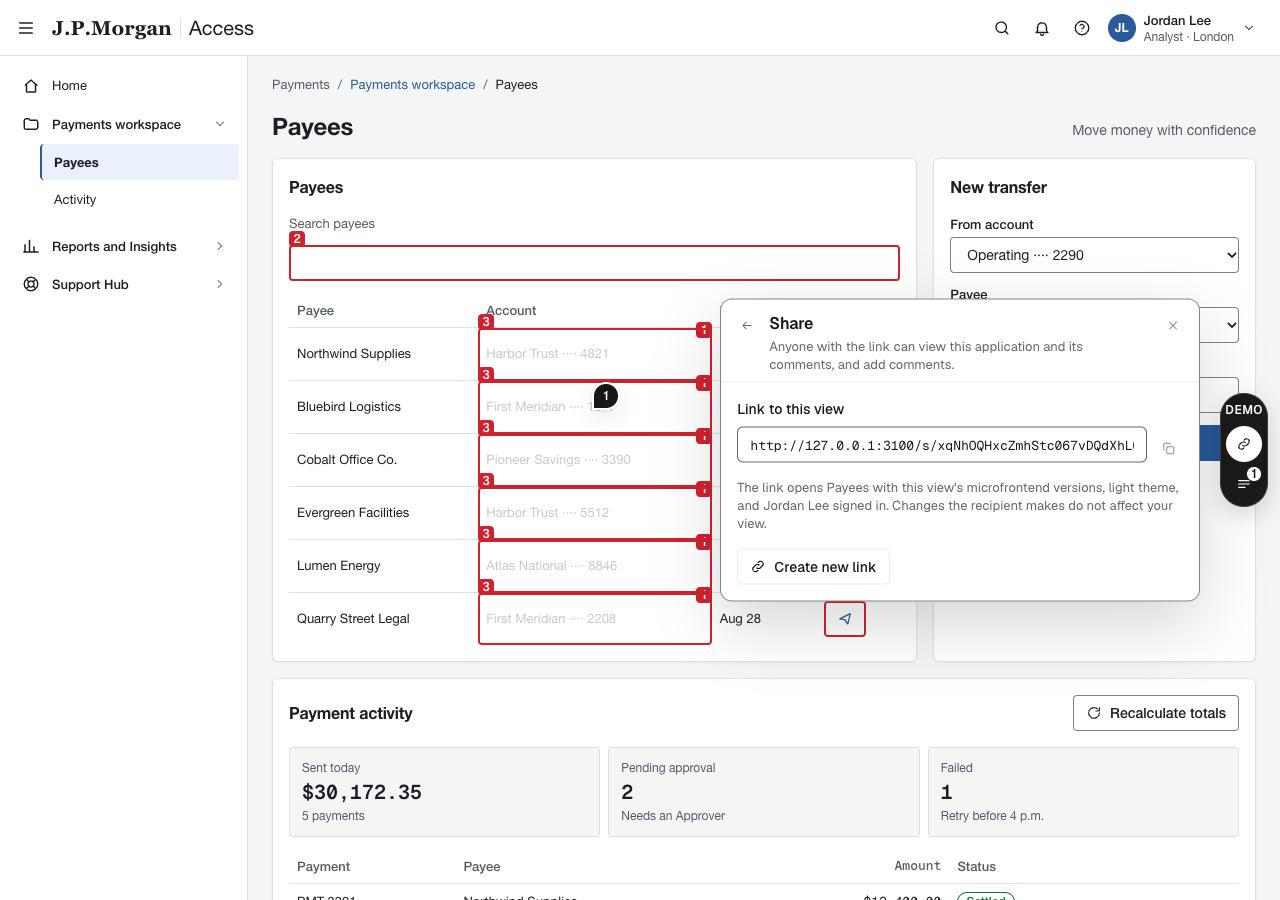 J.P.Morgan Access
JL
Jordan Lee
Analyst · London
Home
Payments workspace
Payees
Activity
Reports and Insights
Support Hub
Payments / Payments workspace / Payees
Payees
Move money with confidence
Payees
Search payees
2
Payee
Account
Northwind Supplies
3
Harbor Trust ···· 4821
Bluebird Logistics
3
First Meridian ····
1
Cobalt Office Co.
3
Pioneer Savings ···· 3390
Evergreen Facilities
3
Harbor Trust ···· 5512
Lumen Energy
3
Atlas National ···· 8846
Quarry Street Legal
3
First Meridian ···· 2208
Aug 28
New transfer
From account
Operating ···· 2290
Payee
Share
Anyone with the link can view this application and its
comments, and add comments.
Link to this view
http://127.0.0.1:3100/s/xqNhOQHxcZmhStc067vDQdXhL
The link opens Payees with this view's microfrontend versions, light theme,
and Jordan Lee signed in. Changes the recipient makes do not affect your
view.
Create new link
DEMO
1
Payment activity
Recalculate totals
Sent today
$30,172.35
5 payments
Pending approval
2
Needs an Approver
Failed
1
Retry before 4 p.m.
Payment
Payee
Amount
Status